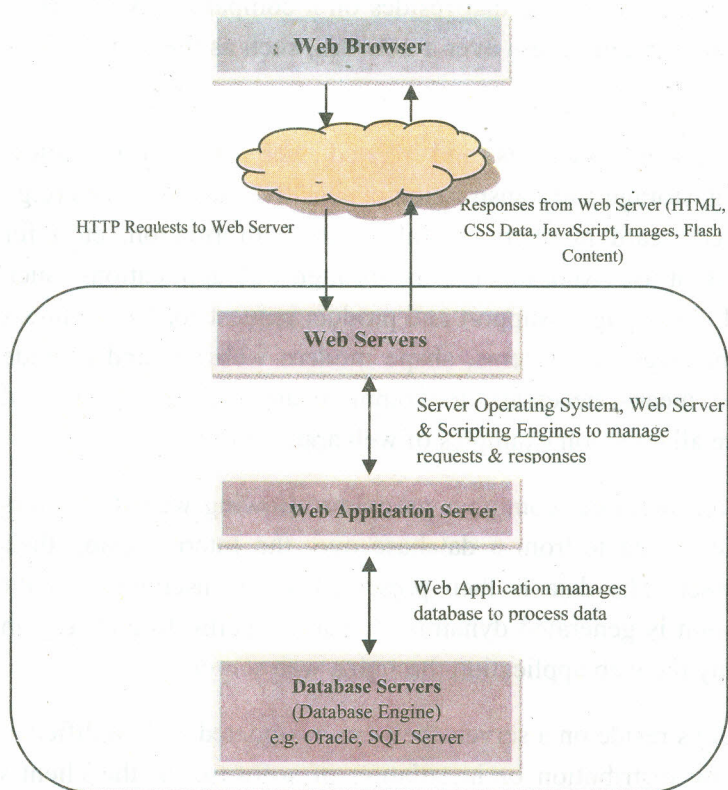 Web Browser
HTTP Requests to Web Server
Responses from Web Server (HTML,
CSS Data, JavaScript, Images, Flash
Content)
Web Servers
Server Operating System, Web Server
& Scripting Engines to manage
requests & responses
Web Application Server
Web Application manages
database to process data
Database Servers
(Database Engine)
e.g. Oracle, SQL Server